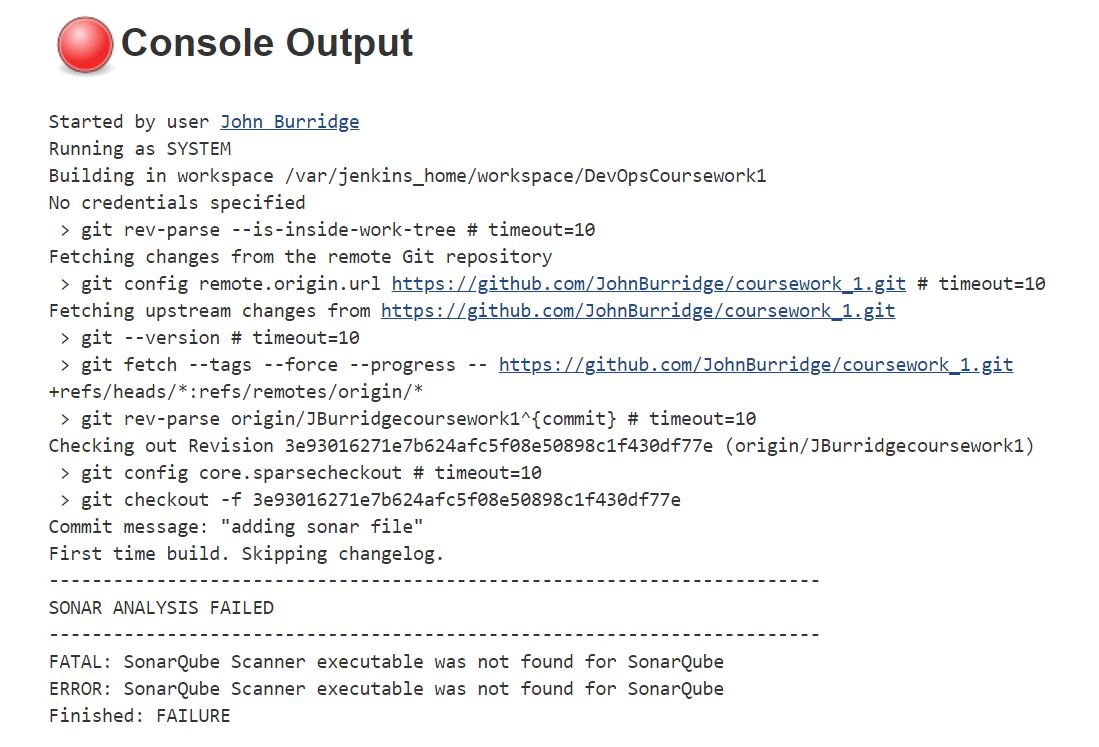 Console Output
Started by user John Burridge
Running as SYSTEM
Building in workspace /var/jenkins_home/workspace/DevOpsCoursework1
No credentials specified
 > git rev-parse --is-inside-work-tree # timeout=10
Fetching changes from the remote Git repository
 > git config remote.origin.url https://github.com/JohnBurridge/coursework_1.git # timeout=10
Fetching upstream changes from https://github.com/JohnBurridge/coursework_1.git
 > git --version # timeout=10
 > git fetch --tags --force --progress -- https://github.com/JohnBurridge/coursework_1.git
+refs/heads/*:refs/remotes/origin/*
 > git rev-parse origin/JBurridgecoursework1^{commit} # timeout=10
Checking out Revision 3e93016271e7b624afc5f08e50898c1f430df77e (origin/JBurridgecoursework1)
 > git config core.sparsecheckout # timeout=10
 > git checkout -f 3e93016271e7b624afc5f08e50898c1f430df77e
Commit message: "adding sonar file"
First time build. Skipping changelog.
------------------------------------------------------------------------
SONAR ANALYSIS FAILED
------------------------------------------------------------------------
FATAL: SonarQube Scanner executable was not found for SonarQube
ERROR: SonarQube Scanner executable was not found for SonarQube
Finished: FAILURE